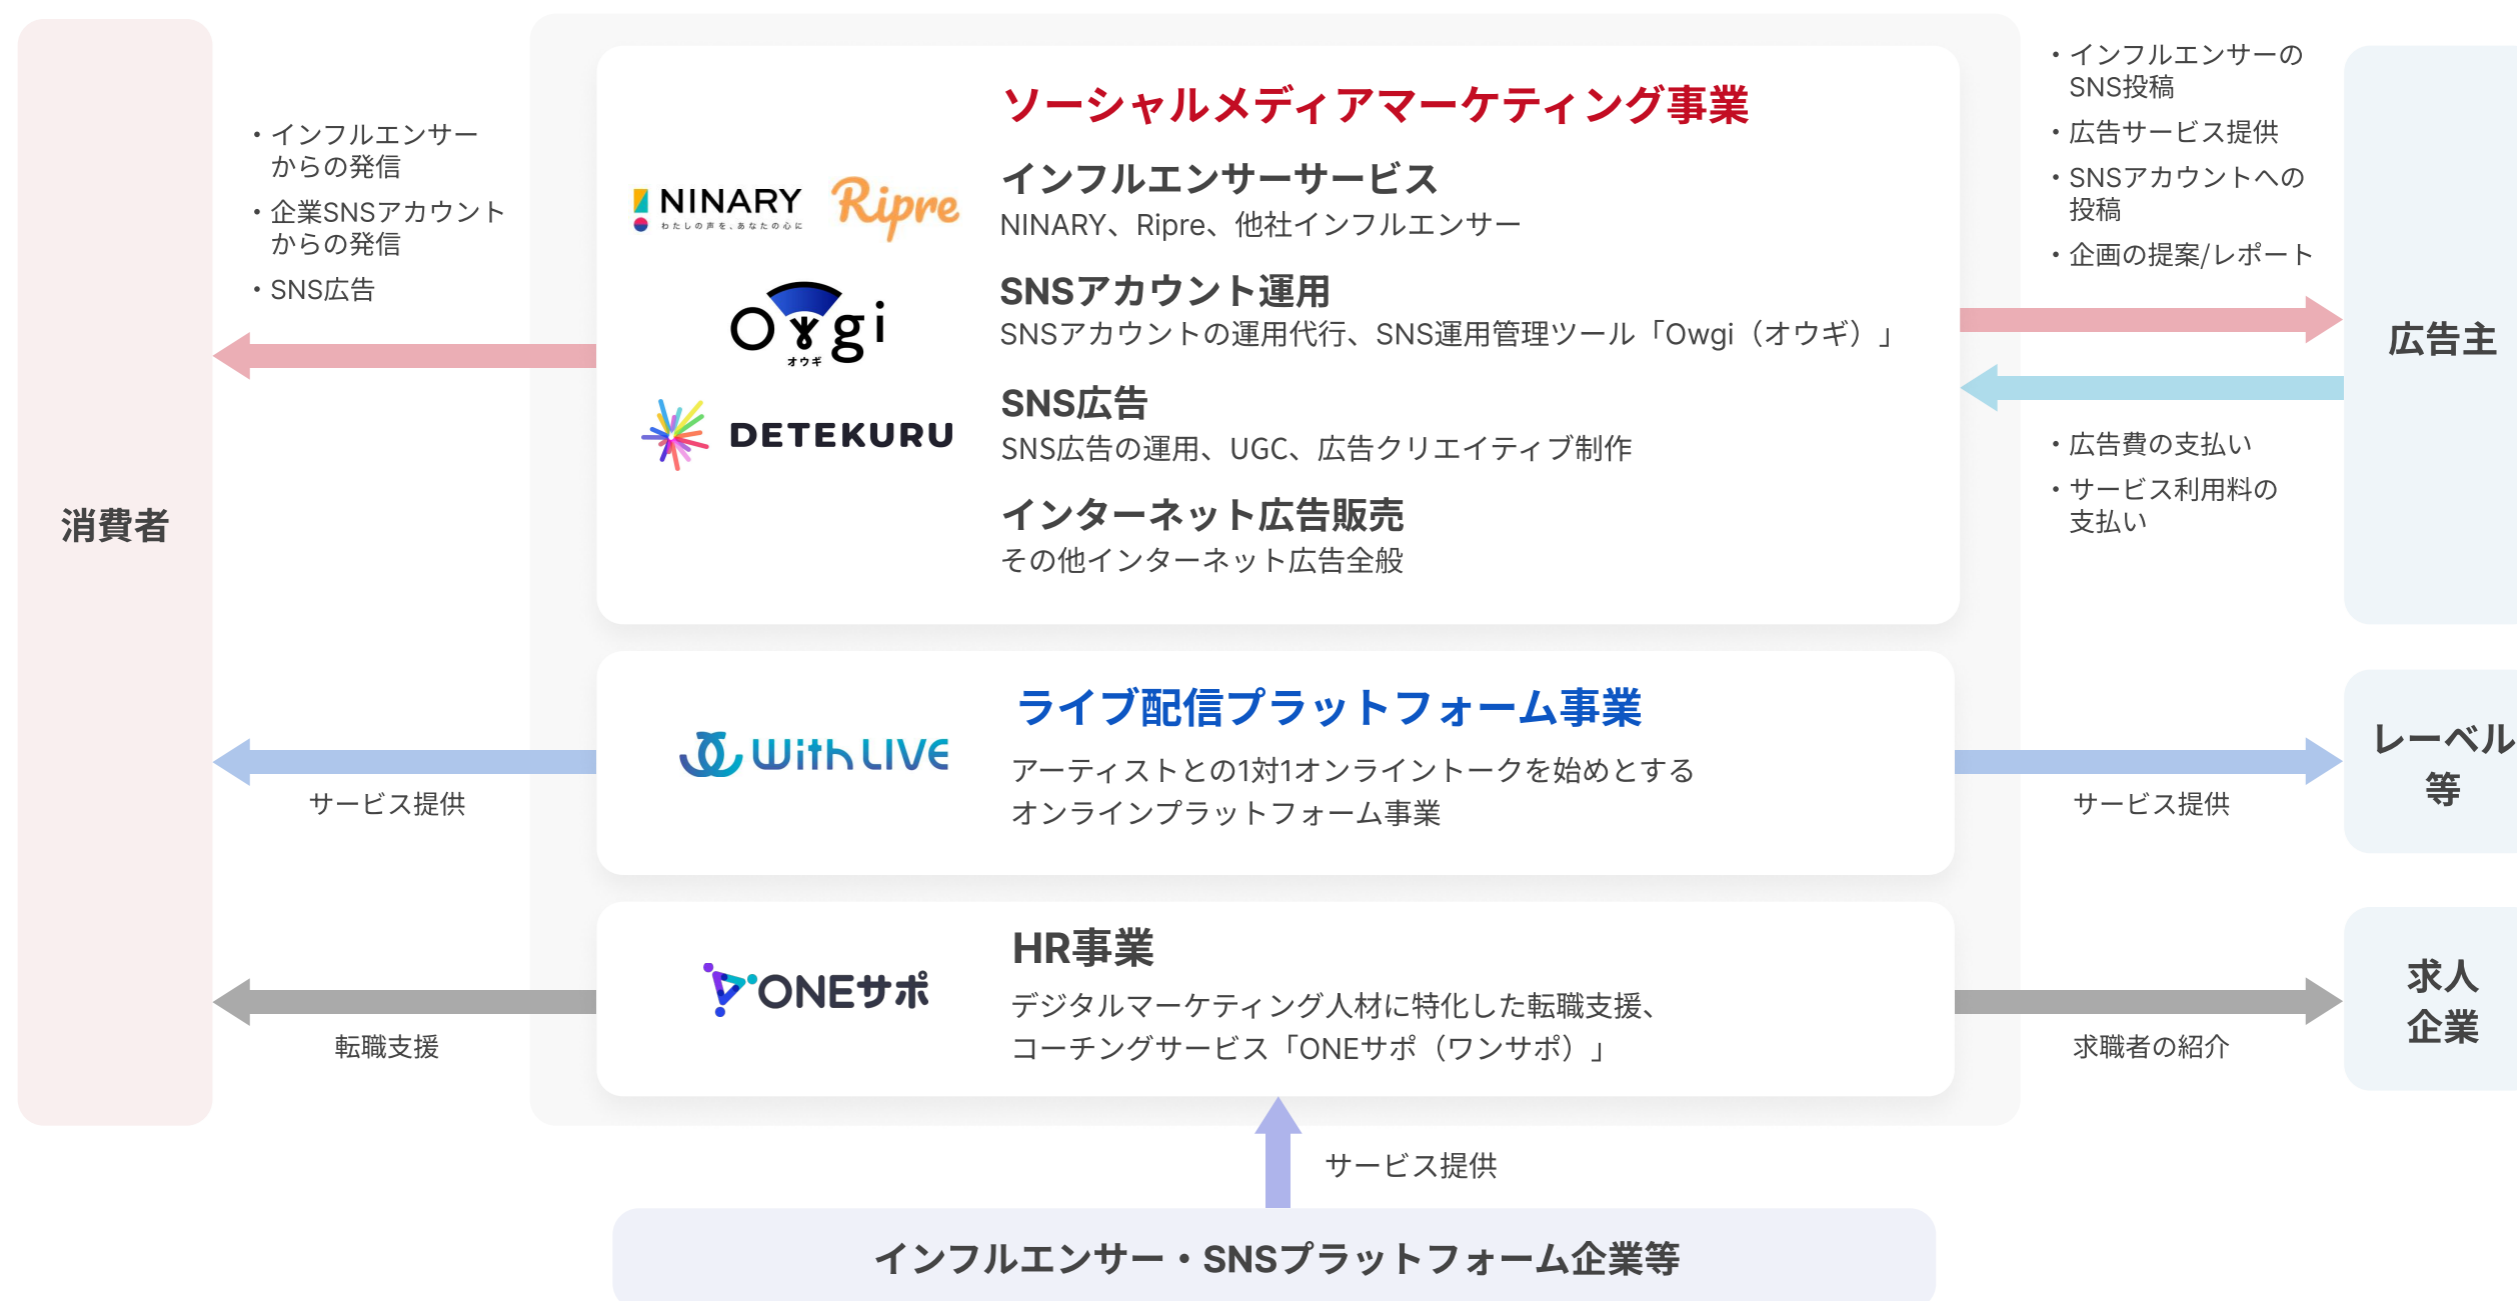 消費者
・インフルエンサー
からの発信
・企業SNSアカウント
からの発信
・SNS広告
サービス提供
転職支援
ソーシャルメディアマーケティング事業
NINARY
わたしの声を、あなたの心に
Ripre
インフルエンサーサービス
NINARY、Ripre、他社インフルエンサー
Owgi
オウギ
SNSアカウント運用
SNSアカウントの運用代行、SNS運用管理ツール「Owgi（オウギ）」
DETEKURU
SNS広告
SNS広告の運用、UGC、広告クリエイティブ制作
インターネット広告販売
その他インターネット広告全般
With LIVE
ライブ配信プラットフォーム事業
アーティストとの1対1オンライントークを始めとする
オンラインプラットフォーム事業
ONEサポ
HR事業
デジタルマーケティング人材に特化した転職支援、
コーチングサービス「ONEサポ（ワンサポ）」
・インフルエンサーの
SNS投稿
・広告サービス提供
・SNSアカウントへの
投稿
・企画の提案/レポート
・広告費の支払い
・サービス利用料の
支払い
サービス提供
求職者の紹介
広告主
レーベル
等
求人
企業
サービス提供
インフルエンサー・SNSプラットフォーム企業等